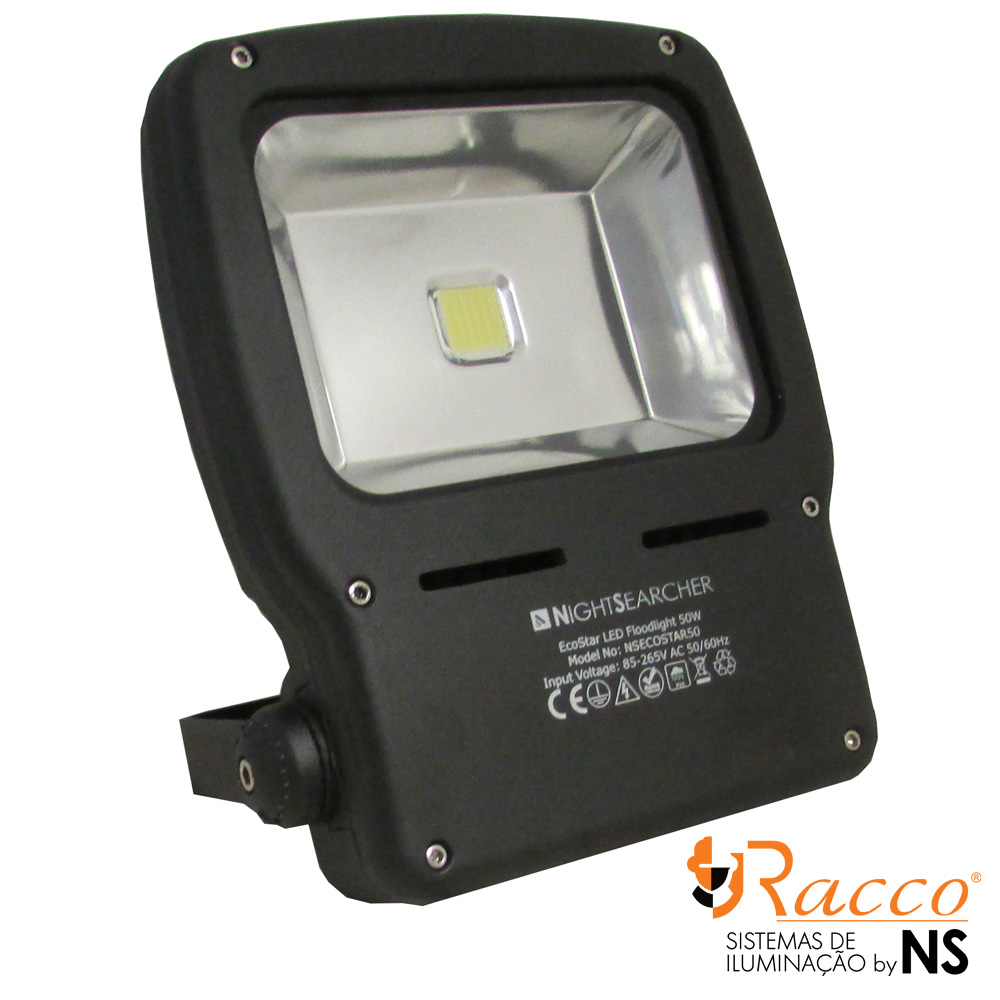 NIGHTSEARCHER
EcoStar LED Floodlight 50W
Model No: NSECOSTAR50
Input Voltage: 85-265V AC 50/60Hz
CE
Racco®
SISTEMAS DE
ILUMINAÇÃO by NS